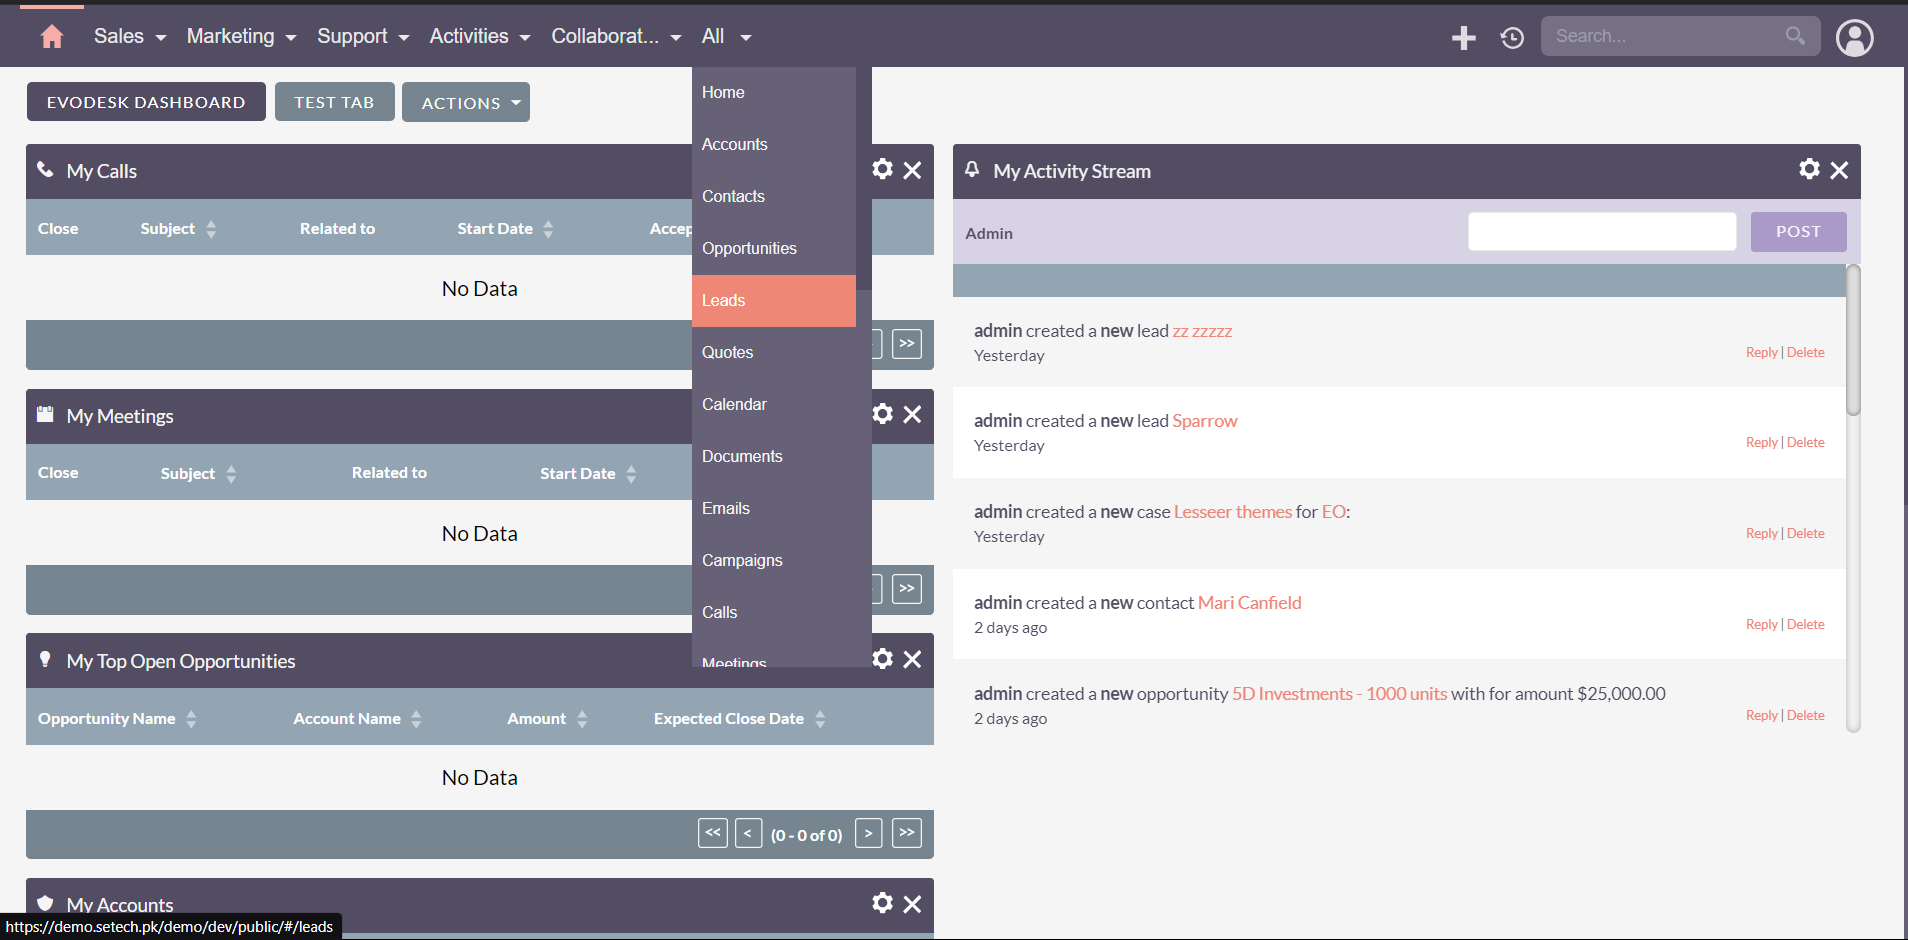 Sales Marketing Support Activities Collaborat... All Search...
EVODESK DASHBOARD TEST TAB ACTIONS
Home
Accounts
Contacts
Opportunities
Leads
Quotes
Calendar
Documents
Emails
Campaigns
Calls
Meetings
My Calls
Close Subject Related to Start Date Accep
No Data
>>
My Meetings
Close Subject Related to Start Date
No Data
>>
My Top Open Opportunities
Opportunity Name Account Name Amount Expected Close Date
No Data
<< < (0 - 0 of 0) > >>
My Accounts
https://demo.setech.pk/demo/dev/public/#/leads
My Activity Stream
Admin POST
admin created a new lead zz zzzzz
Yesterday
Reply | Delete
admin created a new lead Sparrow
Yesterday
Reply | Delete
admin created a new case Lesseer themes for EO:
Yesterday
Reply | Delete
admin created a new contact Mari Canfield
2 days ago
Reply | Delete
admin created a new opportunity 5D Investments - 1000 units with for amount $25,000.00
2 days ago
Reply | Delete